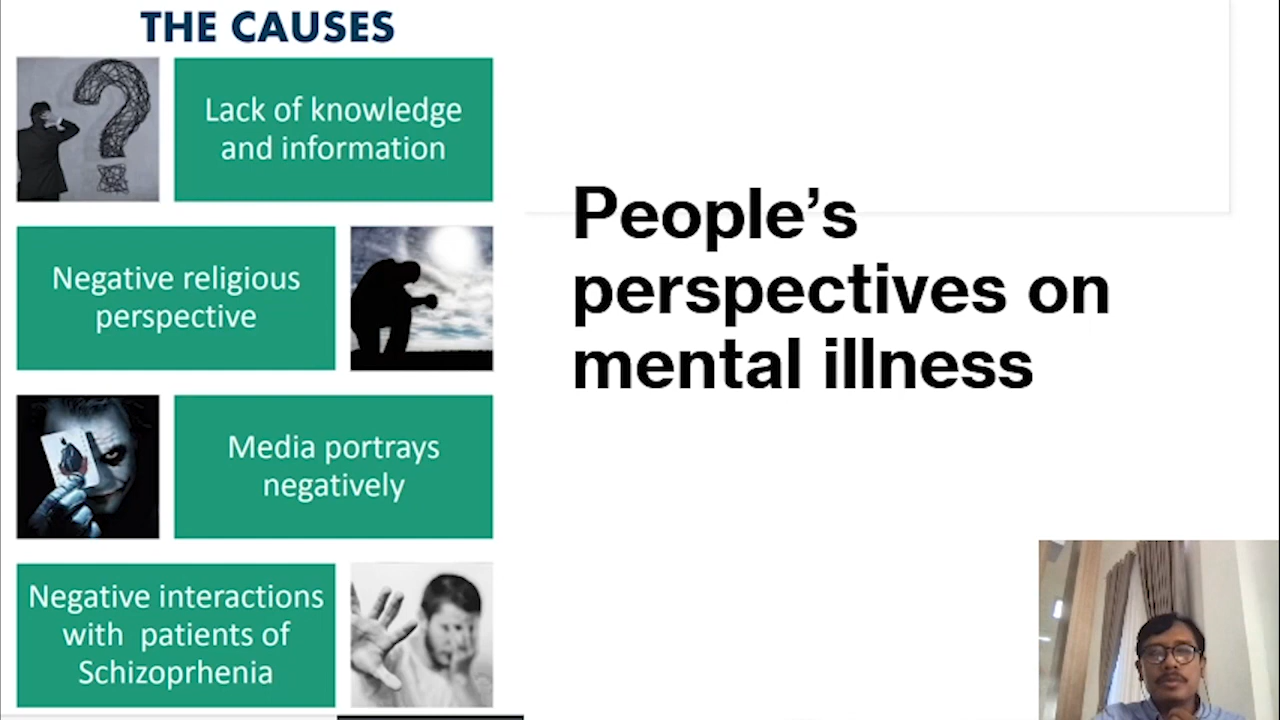 THE CAUSES
Lack of knowledge
and information
Negative religious
perspective
Media portrays
negatively
Negative interactions
with patients of
Schizoprhenia
People’s
perspectives on
mental illness